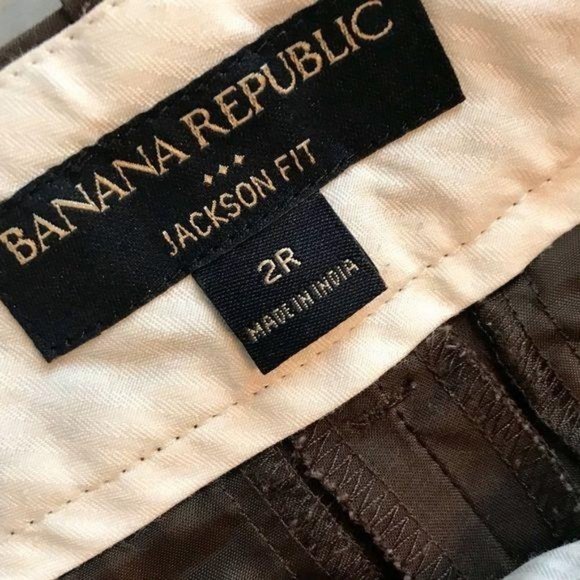 BANANA REPUBLIC
JACKSON FIT
2R
MADE IN INDIA